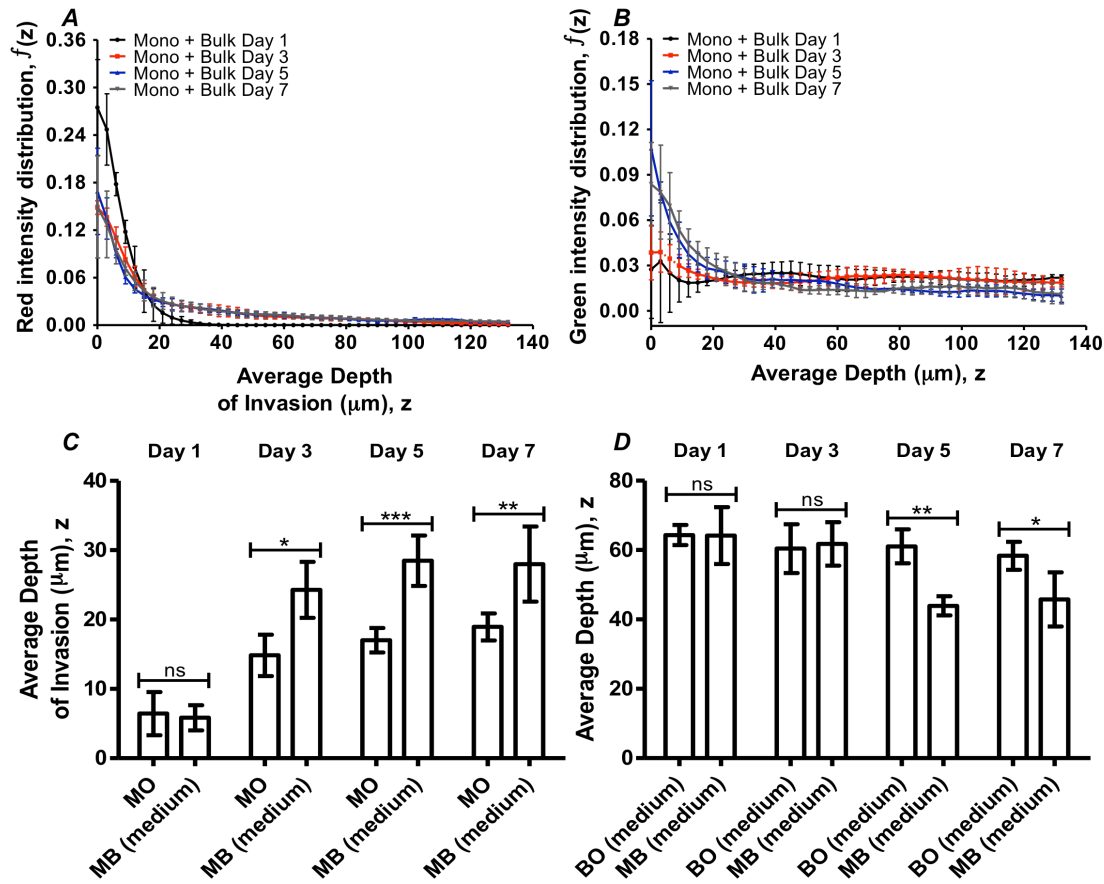 A
Red intensity distribution, f(z)
0.36
0.30
0.24
0.18
0.12
0.06
0.00
Mono + Bulk Day 1
Mono + Bulk Day 3
Mono + Bulk Day 5
Mono + Bulk Day 7
0 20 40 60 80 100 120 140
Average Depth
of Invasion (μm), z
B
Green intensity distribution, f(z)
0.18
0.15
0.12
0.09
0.06
0.03
0.00
Mono + Bulk Day 1
Mono + Bulk Day 3
Mono + Bulk Day 5
Mono + Bulk Day 7
0 20 40 60 80 100 120 140
Average Depth (μm), z
C
Day 1 Day 3 Day 5 Day 7
Average Depth
of Invasion (μm), z
40
30
20
10
0
ns * *** **
MO
MB (medium)
MO
MB (medium)
MO
MB (medium)
MO
MB (medium)
D
Day 1 Day 3 Day 5 Day 7
Average Depth (μm), z
80
60
40
20
0
ns ns ** *
BO (medium)
MB (medium)
BO (medium)
MB (medium)
BO (medium)
MB (medium)
BO (medium)
MB (medium)